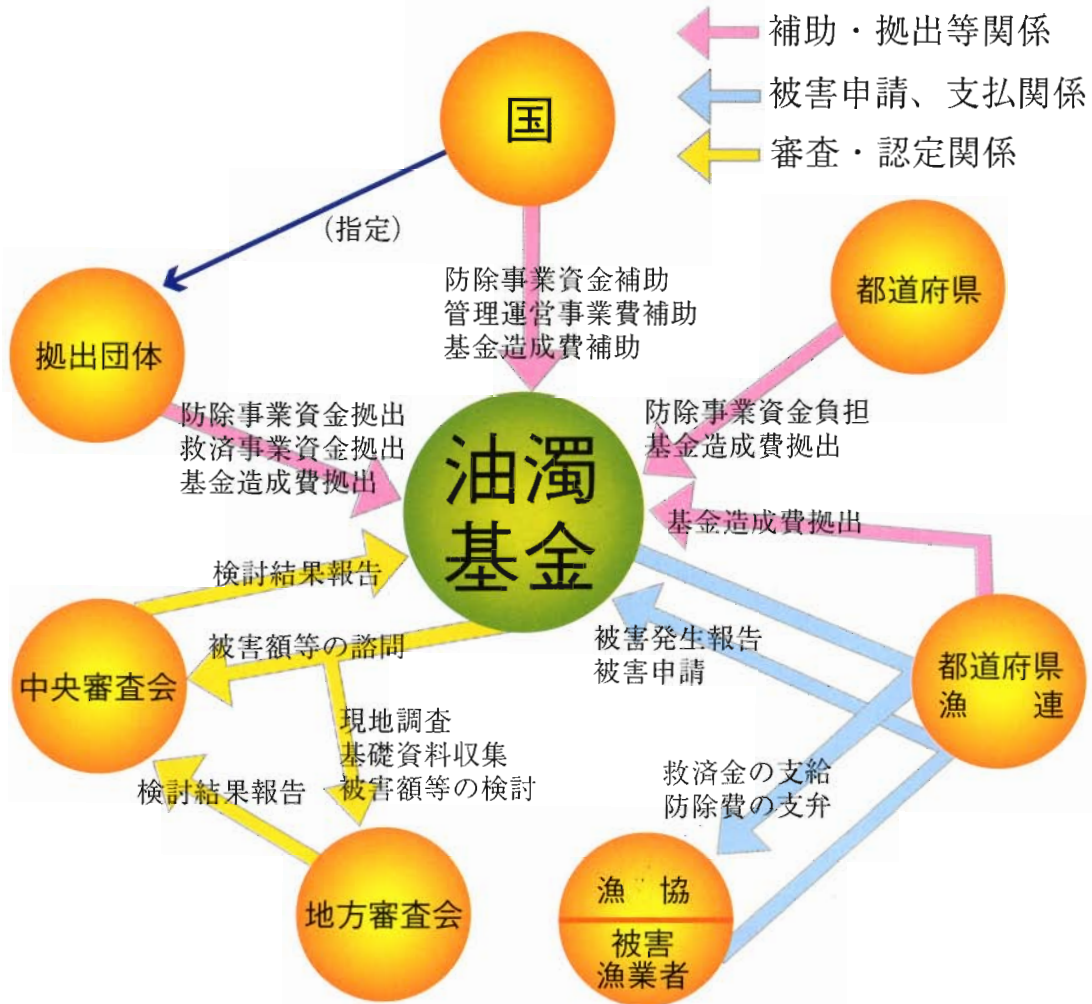 補助・拠出等関係
被害申請、支払関係
審査・認定関係
国
(指定)
防除事業資金補助
管理運営事業費補助
基金造成費補助
都道府県
拠出団体
防除事業資金拠出
救済事業資金拠出
基金造成費拠出
防除事業資金負担
基金造成費拠出
油濁
基金
基金造成費拠出
検討結果報告
被害額等の諮問
被害発生報告
被害申請
中央審査会
都道府県
漁　連
現地調査
基礎資料収集
被害額等の検討
検討結果報告
救済金の支給
防除費の支弁
地方審査会
漁　協
被害
漁業者